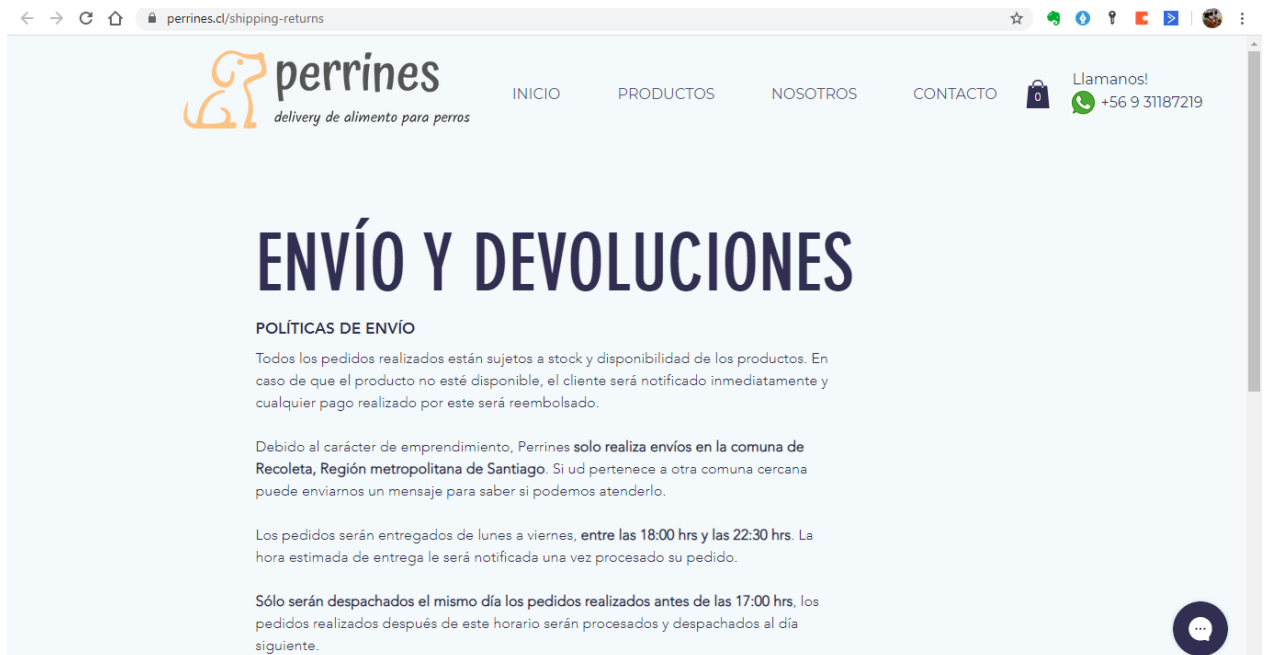 perrines.cl/shipping-returns
perrines
delivery de alimento para perros
INICIO
PRODUCTOS
NOSOTROS
CONTACTO
0
Llamanos!
+56 9 31187219
ENVÍO Y DEVOLUCIONES
POLÍTICAS DE ENVÍO
Todos los pedidos realizados están sujetos a stock y disponibilidad de los productos. En
caso de que el producto no esté disponible, el cliente será notificado inmediatamente y
cualquier pago realizado por este será reembolsado.
Debido al carácter de emprendimiento, Perrines solo realiza envíos en la comuna de
Recoleta, Región metropolitana de Santiago. Si ud pertenece a otra comuna cercana
puede enviarnos un mensaje para saber si podemos atenderlo.
Los pedidos serán entregados de lunes a viernes, entre las 18:00 hrs y las 22:30 hrs. La
hora estimada de entrega le será notificada una vez procesado su pedido.
Sólo serán despachados el mismo día los pedidos realizados antes de las 17:00 hrs, los
pedidos realizados después de este horario serán procesados y despachados al día
siguiente.